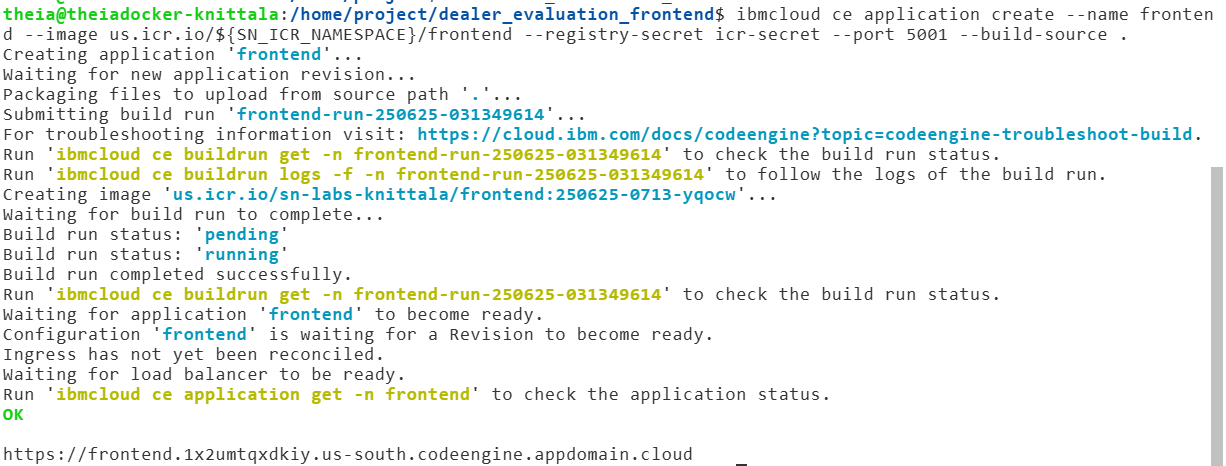 theia@theiadocker-knittala:/home/project/dealer_evaluation_frontend$ ibmcloud ce application create --name fronten
d --image us.icr.io/${SN_ICR_NAMESPACE}/frontend --registry-secret icr-secret --port 5001 --build-source .
Creating application 'frontend'...
Waiting for new application revision...
Packaging files to upload from source path '.'...
Submitting build run 'frontend-run-250625-031349614'...
For troubleshooting information visit: https://cloud.ibm.com/docs/codeengine?topic=codeengine-troubleshoot-build.
Run 'ibmcloud ce buildrun get -n frontend-run-250625-031349614' to check the build run status.
Run 'ibmcloud ce buildrun logs -f -n frontend-run-250625-031349614' to follow the logs of the build run.
Creating image 'us.icr.io/sn-labs-knittala/frontend:250625-0713-yqocw'...
Waiting for build run to complete...
Build run status: 'pending'
Build run status: 'running'
Build run completed successfully.
Run 'ibmcloud ce buildrun get -n frontend-run-250625-031349614' to check the build run status.
Waiting for application 'frontend' to become ready.
Configuration 'frontend' is waiting for a Revision to become ready.
Ingress has not yet been reconciled.
Waiting for load balancer to be ready.
Run 'ibmcloud ce application get -n frontend' to check the application status.
OK
https://frontend.1x2umtqxdkiy.us-south.codeengine.appdomain.cloud